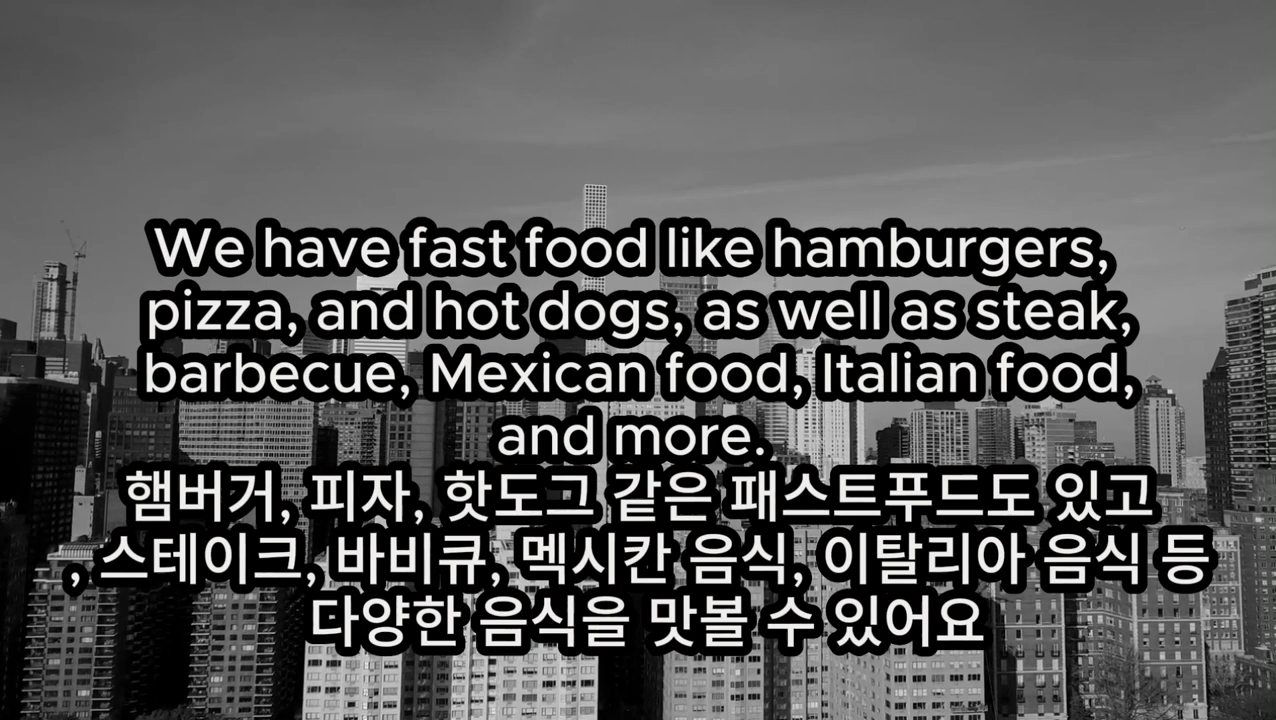 We have fast food like hamburgers,
pizza, and hot dogs, as well as steak,
barbecue, Mexican food, Italian food,
and more.
햄버거, 피자, 핫도그 같은 패스트푸드도 있고
, 스테이크, 바비큐, 멕시칸 음식, 이탈리아 음식 등
다양한 음식을 맛볼 수 있어요